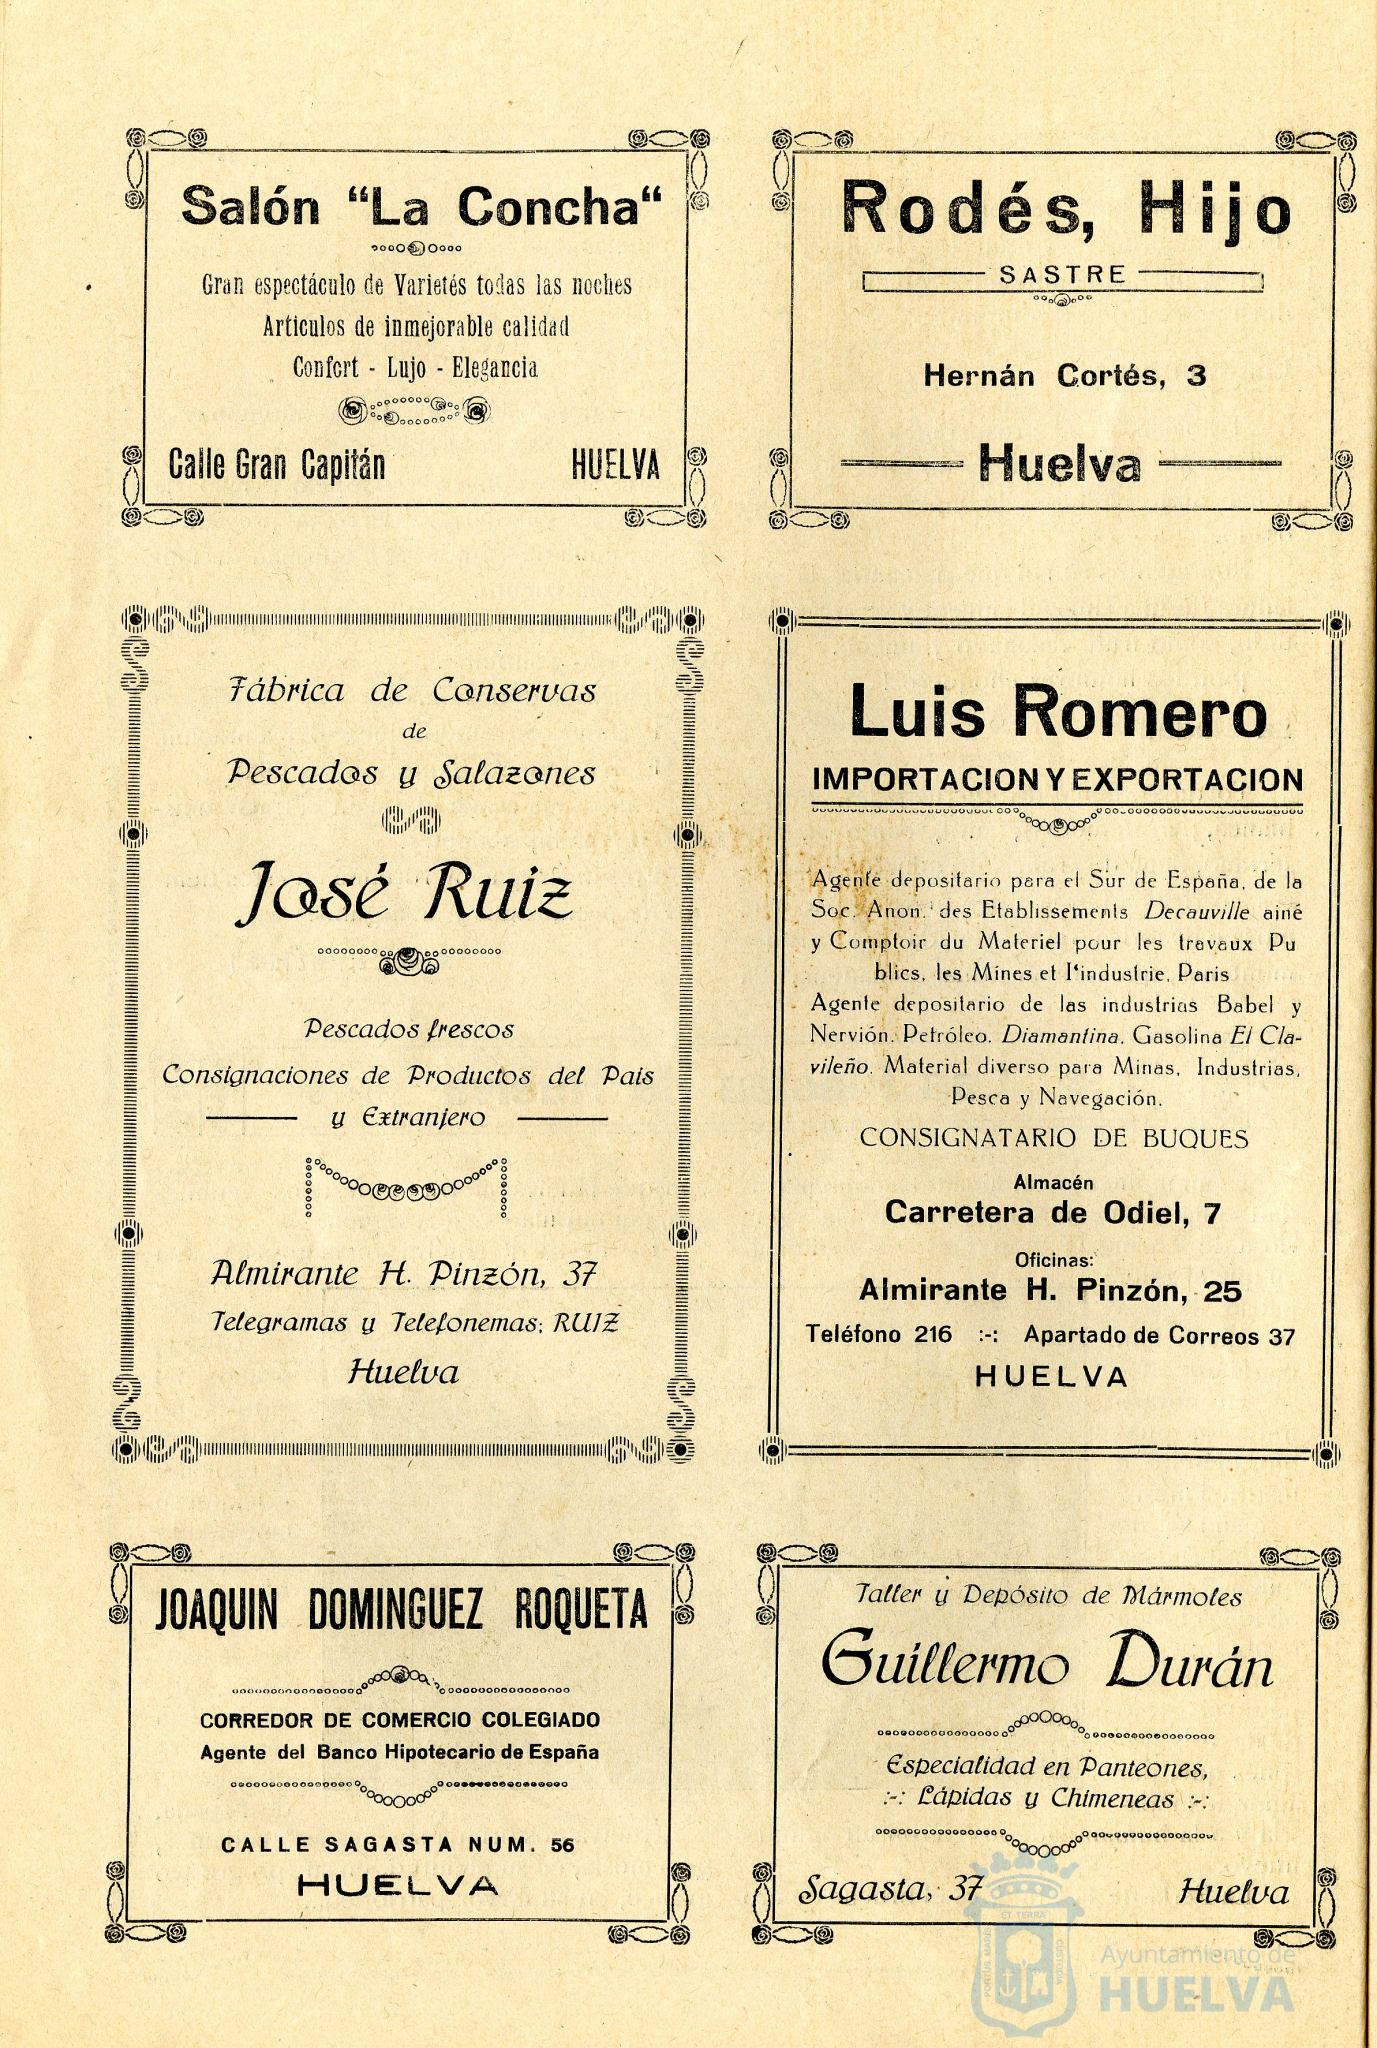 Salón "La Concha"
Gran espectáculo de Varietés todas las noches
Articulos de inmejorable calidad
Confort - Lujo - Elegancia
Calle Gran Capitán HUELVA
Rodés, Hijo
SASTRE
Hernán Cortés, 3
Huelva
Fábrica de Conservas
de
Pescados y Salazones
José Ruiz
Pescados frescos
Consignaciones de Productos del Pais
y Extranjero
Almirante H. Pinzón, 37
Telegramas y Telefonemas: RUIZ
Huelva
Luis Romero
IMPORTACION Y EXPORTACION
Agente depositario para el Sur de España, de la
Soc. Anon. des Etablissements Decauville ainé
y Comptoir du Materiel pour les travaux Pu
blics, les Mines et l'industrie, Paris
Agente depositario de las industrias Babel y
Nervión. Petróleo. Diamantina. Gasolina El Cla-
vileño. Material diverso para Minas, Industrias,
Pesca y Navegación.
CONSIGNATARIO DE BUQUES
Almacén
Carretera de Odiel, 7
Oficinas:
Almirante H. Pinzón, 25
Teléfono 216 :-: Apartado de Correos 37
HUELVA
JOAQUIN DOMINGUEZ ROQUETA
CORREDOR DE COMERCIO COLEGIADO
Agente del Banco Hipotecario de España
CALLE SAGASTA NUM. 56
HUELVA
Taller y Depósito de Mármoles
Guillermo Durán
Especialidad en Panteones,
:-: Lápidas y Chimeneas :-:
Sagasta, 37 Huelva
PORTUS MARIS ET TERRÆ CUSTODIA
Ayuntamiento de
HUELVA